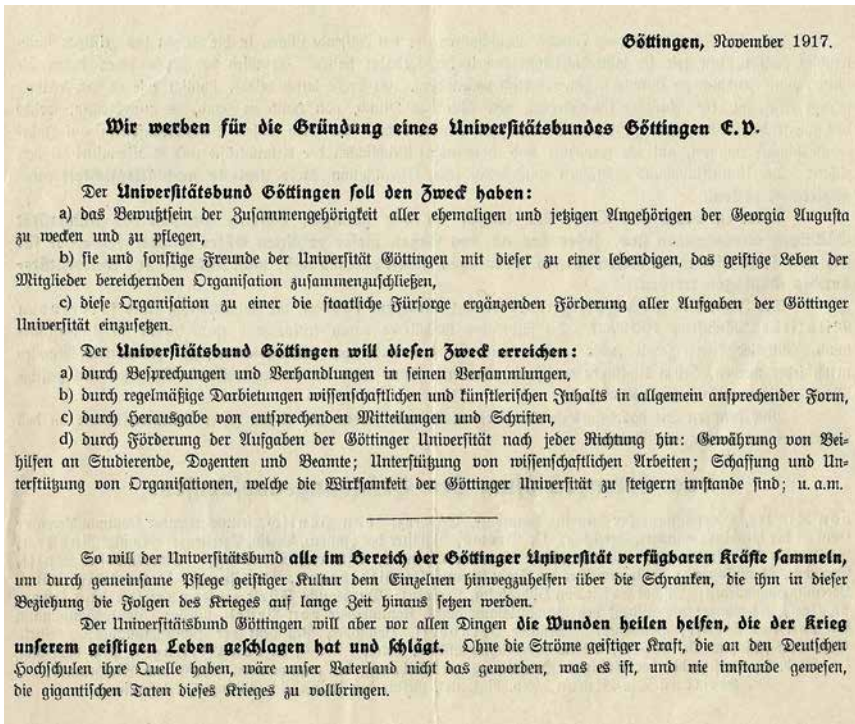 Göttingen, November 1917.
Wir werben für die Gründung eines Universitätsbundes Göttingen E.V.
Der Universitätsbund Göttingen soll den Zweck haben:
a) das Bewußtsein der Zusammengehörigkeit aller ehemaligen und jetzigen Angehörigen der Georgia Augusta
zu wecken und zu pflegen,
b) sie und sonstige Freunde der Universität Göttingen mit dieser zu einer lebendigen, das geistige Leben der
Mitglieder bereichernden Organisation zusammenzuschließen,
c) diese Organisation zu einer die staatliche Fürsorge ergänzenden Förderung aller Aufgaben der Göttinger
Universität einzusetzen.
Der Universitätsbund Göttingen will diesen Zweck erreichen:
a) durch Besprechungen und Verhandlungen in seinen Versammlungen,
b) durch regelmäßige Darbietungen wissenschaftlichen und künstlerischen Inhalts in allgemein ansprechender Form,
c) durch Herausgabe von entsprechenden Mitteilungen und Schriften,
d) durch Förderung der Aufgaben der Göttinger Universität nach jeder Richtung hin: Gewährung von Bei-
hilfen an Studierende, Dozenten und Beamte; Unterstützung von wissenschaftlichen Arbeiten; Schaffung und Un-
terstützung von Organisationen, welche die Wirksamkeit der Göttinger Universität zu steigern imstande sind; u. a. m.
So will der Universitätsbund alle im Bereich der Göttinger Universität verfügbaren Kräfte sammeln,
um durch gemeinsame Pflege geistiger Kultur dem Einzelnen hinwegzuhelfen über die Schranken, die ihm in dieser
Beziehung die Folgen des Krieges auf lange Zeit hinaus setzen werden.
Der Universitätsbund Göttingen will aber vor allen Dingen die Wunden heilen helfen, die der Krieg
unserem geistigen Leben geschlagen hat und schlägt. Ohne die Ströme geistiger Kraft, die an den Deutschen
Hochschulen ihre Quelle haben, wäre unser Vaterland nicht das geworden, was es ist, und nie imstande gewesen,
die gigantischen Taten dieses Krieges zu vollbringen.